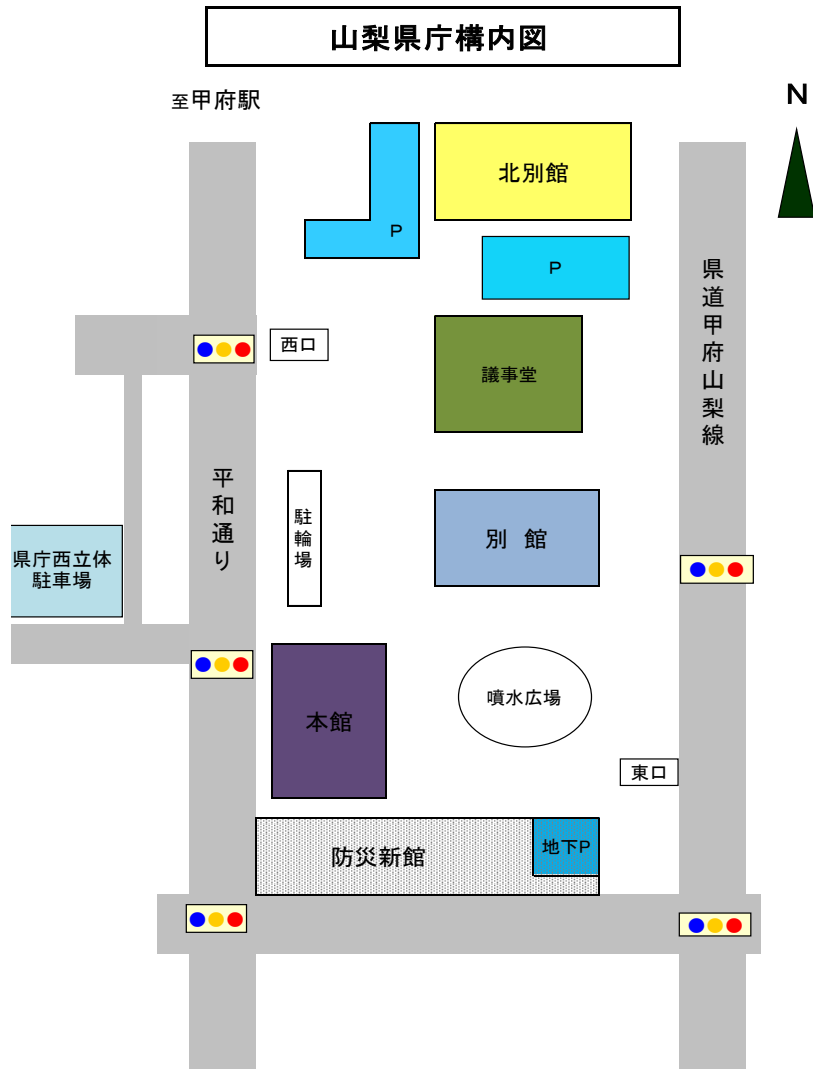 山梨県庁構内図
至甲府駅
N
北別館
P
P
県道甲府山梨線
西口
議事堂
平和通り
駐輪場
別 館
県庁西立体
駐車場
本館
噴水広場
東口
防災新館
地下P